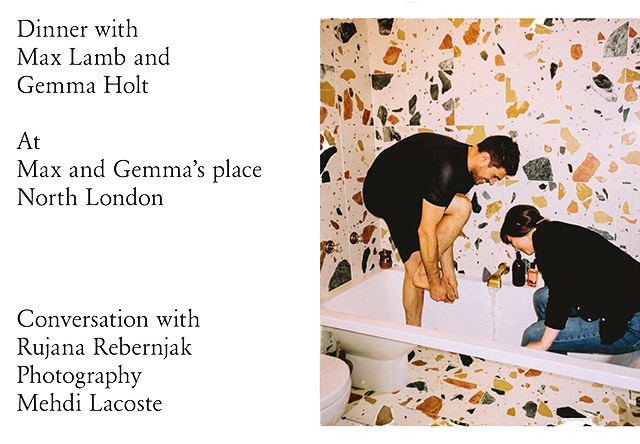 Dinner with
Max Lamb and
Gemma Holt
At
Max and Gemma’s place
North London
Conversation with
Rujana Rebernjak
Photography
Mehdi Lacoste